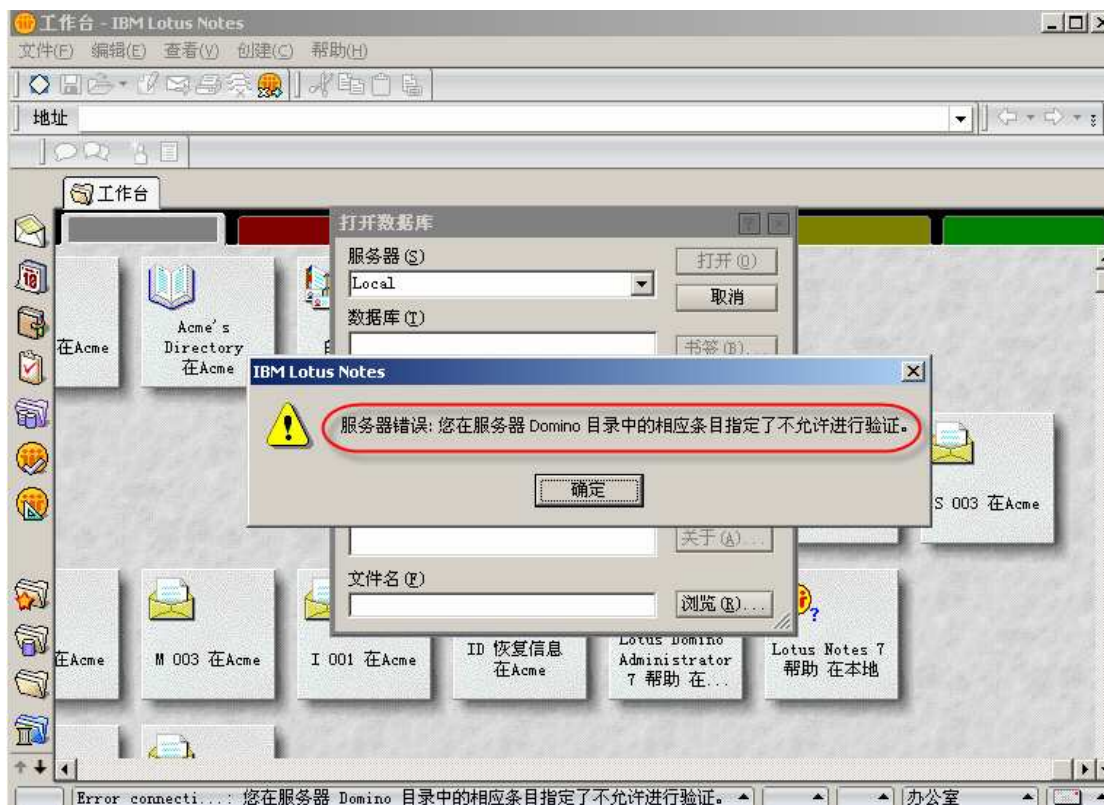 工作台 - IBM Lotus Notes
文件(F) 编辑(E) 查看(V) 创建(C) 帮助(H)
地址
工作台
打开数据库
服务器(S)
打开(O)
Local
取消
数据库(T)
书签(B)...
在Acme
Acme's
Directory
在Acme
IBM Lotus Notes
服务器错误: 您在服务器 Domino 目录中的相应条目指定了不允许进行验证。
确定
S 003 在Acme
关于(A)...
文件名(F)
浏览(R)...
在Acme
M 003 在Acme
I 001 在Acme
ID 恢复信息
在Acme
Lotus Domino
Administrator
7 帮助 在...
Lotus Notes 7
帮助 在本地
Error connecti...: 您在服务器 Domino 目录中的相应条目指定了不允许进行验证。
办公室